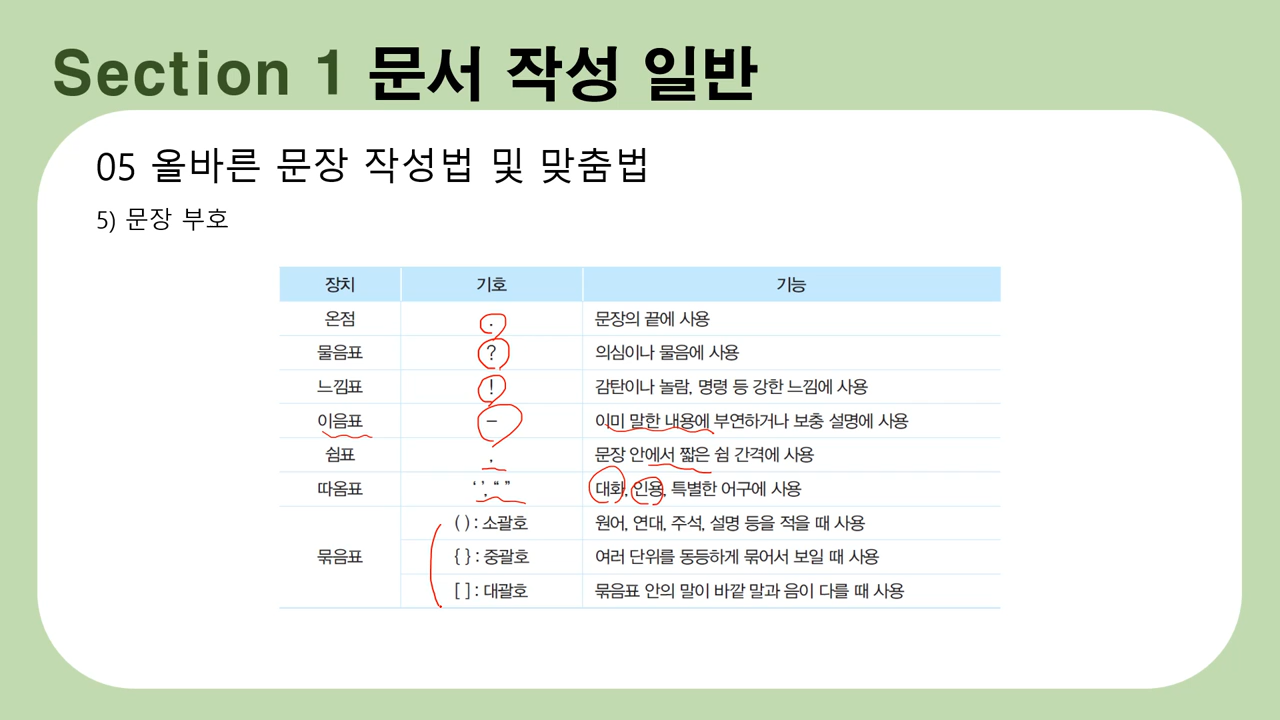 Section 1 문서 작성 일반
05 올바른 문장 작성법 및 맞춤법
5) 문장 부호
장치 기호 기능
온점 . 문장의 끝에 사용
물음표 ? 의심이나 물음에 사용
느낌표 ! 감탄이나 놀람, 명령 등 강한 느낌에 사용
이음표 – 이미 말한 내용에 부연하거나 보충 설명에 사용
쉼표 , 문장 안에서 짧은 쉼 간격에 사용
따옴표 ‘ ’, “ ” 대화, 인용, 특별한 어구에 사용
묶음표 ( ) : 소괄호 원어, 연대, 주석, 설명 등을 적을 때 사용
{ } : 중괄호 여러 단위를 동등하게 묶어서 보일 때 사용
[ ] : 대괄호 묶음표 안의 말이 바깥 말과 음이 다를 때 사용